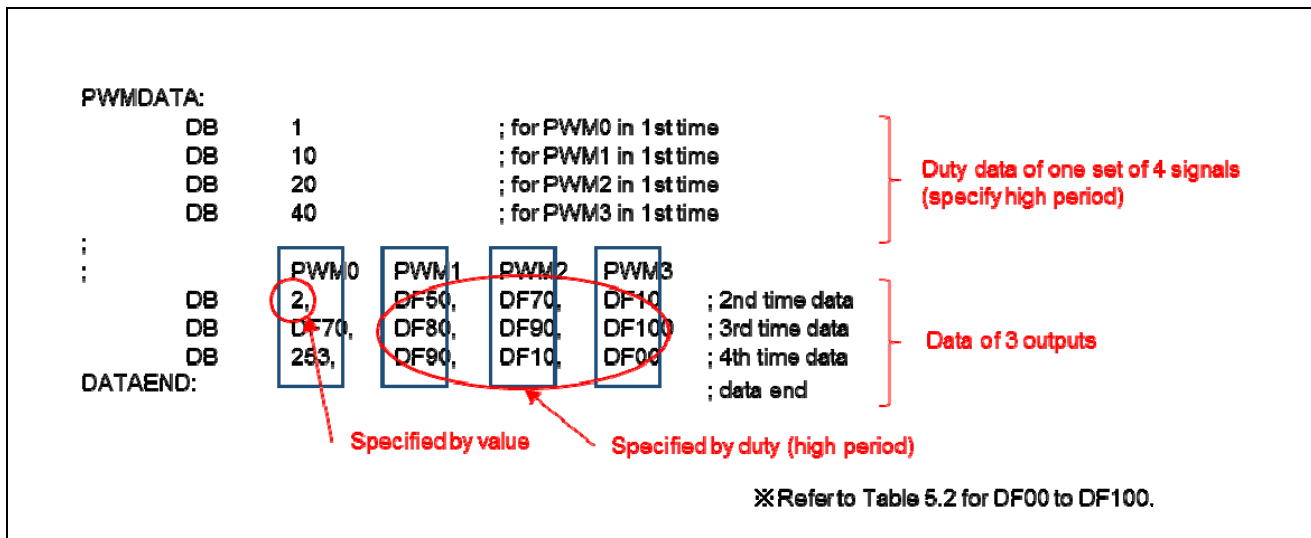 PWMDATA:
DB 1 ; for PWM0 in 1st time
DB 10 ; for PWM1 in 1st time
DB 20 ; for PWM2 in 1st time
DB 40 ; for PWM3 in 1st time
Duty data of one set of 4 signals
(specify high period)
;
; PWM0 PWM1 PWM2 PWM3
DB 2, DF50, DF70, DF10 ; 2nd time data
DB DF70, DF80, DF90, DF100 ; 3rd time data
DB 253, DF90, DF10, DF00 ; 4th time data
DATAEND: ; data end
Data of 3 outputs
Specified by value
Specified by duty (high period)
※Refer to Table 5.2 for DF00 to DF100.